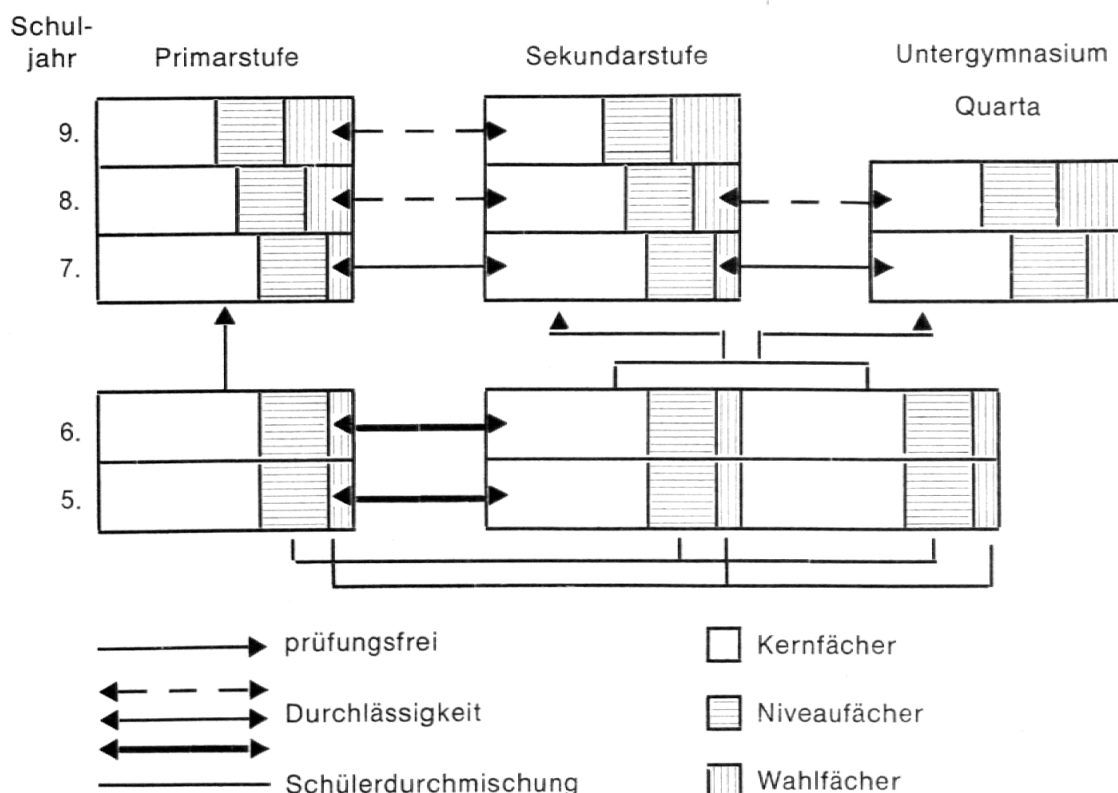 Schul-
jahr
Primarstufe
Sekundarstufe
Untergymnasium
Quarta
9.
8.
7.
6.
5.
prüfungsfrei
Durchlässigkeit
Schülerdurchmischung
Kernfächer
Niveaufächer
Wahlfächer